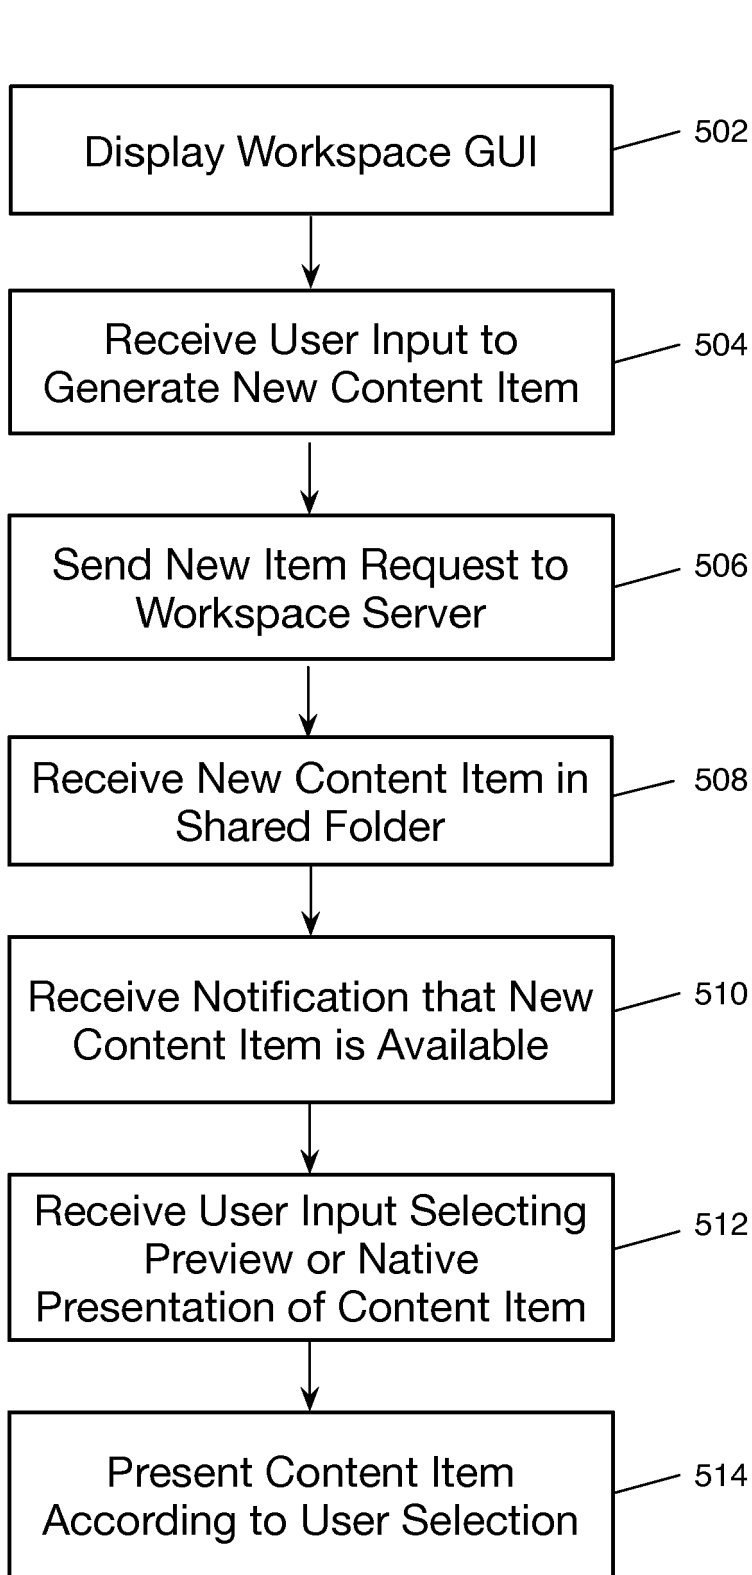 Display Workspace GUI
502
Receive User Input to
Generate New Content Item
504
Send New Item Request to
Workspace Server
506
Receive New Content Item in
Shared Folder
508
Receive Notification that New
Content Item is Available
510
Receive User Input Selecting
Preview or Native
Presentation of Content Item
512
Present Content Item
According to User Selection
514